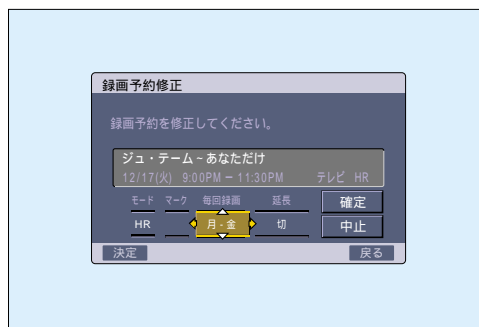 録画予約修正
録画予約を修正してください。
ジュ・テーム~あなただけ
12/17(火) 9:00PM ー 11:30PM テレビ HR
モード マーク 毎回録画 延長 確定
HR 月・金 切 中止
決定 戻る